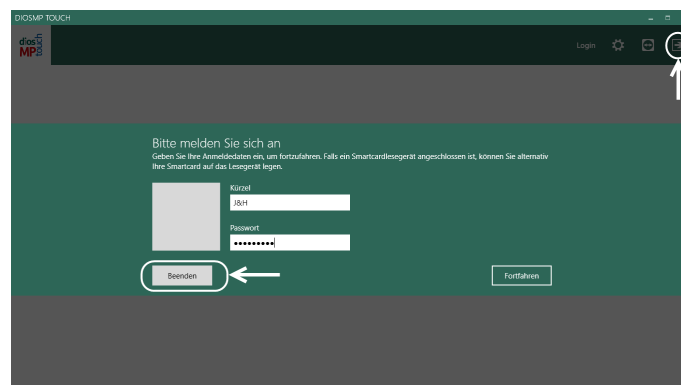 DIOSMP TOUCH
dios
MP touch
Login
Bitte melden Sie sich an
Geben Sie Ihre Anmeldedaten ein, um fortzufahren. Falls ein Smartcardlesegerät angeschlossen ist, können Sie alternativ
Ihre Smartcard auf das Lesegerät legen.
Kürzel
J&H
Passwort
•••••••••
Beenden
Fortfahren